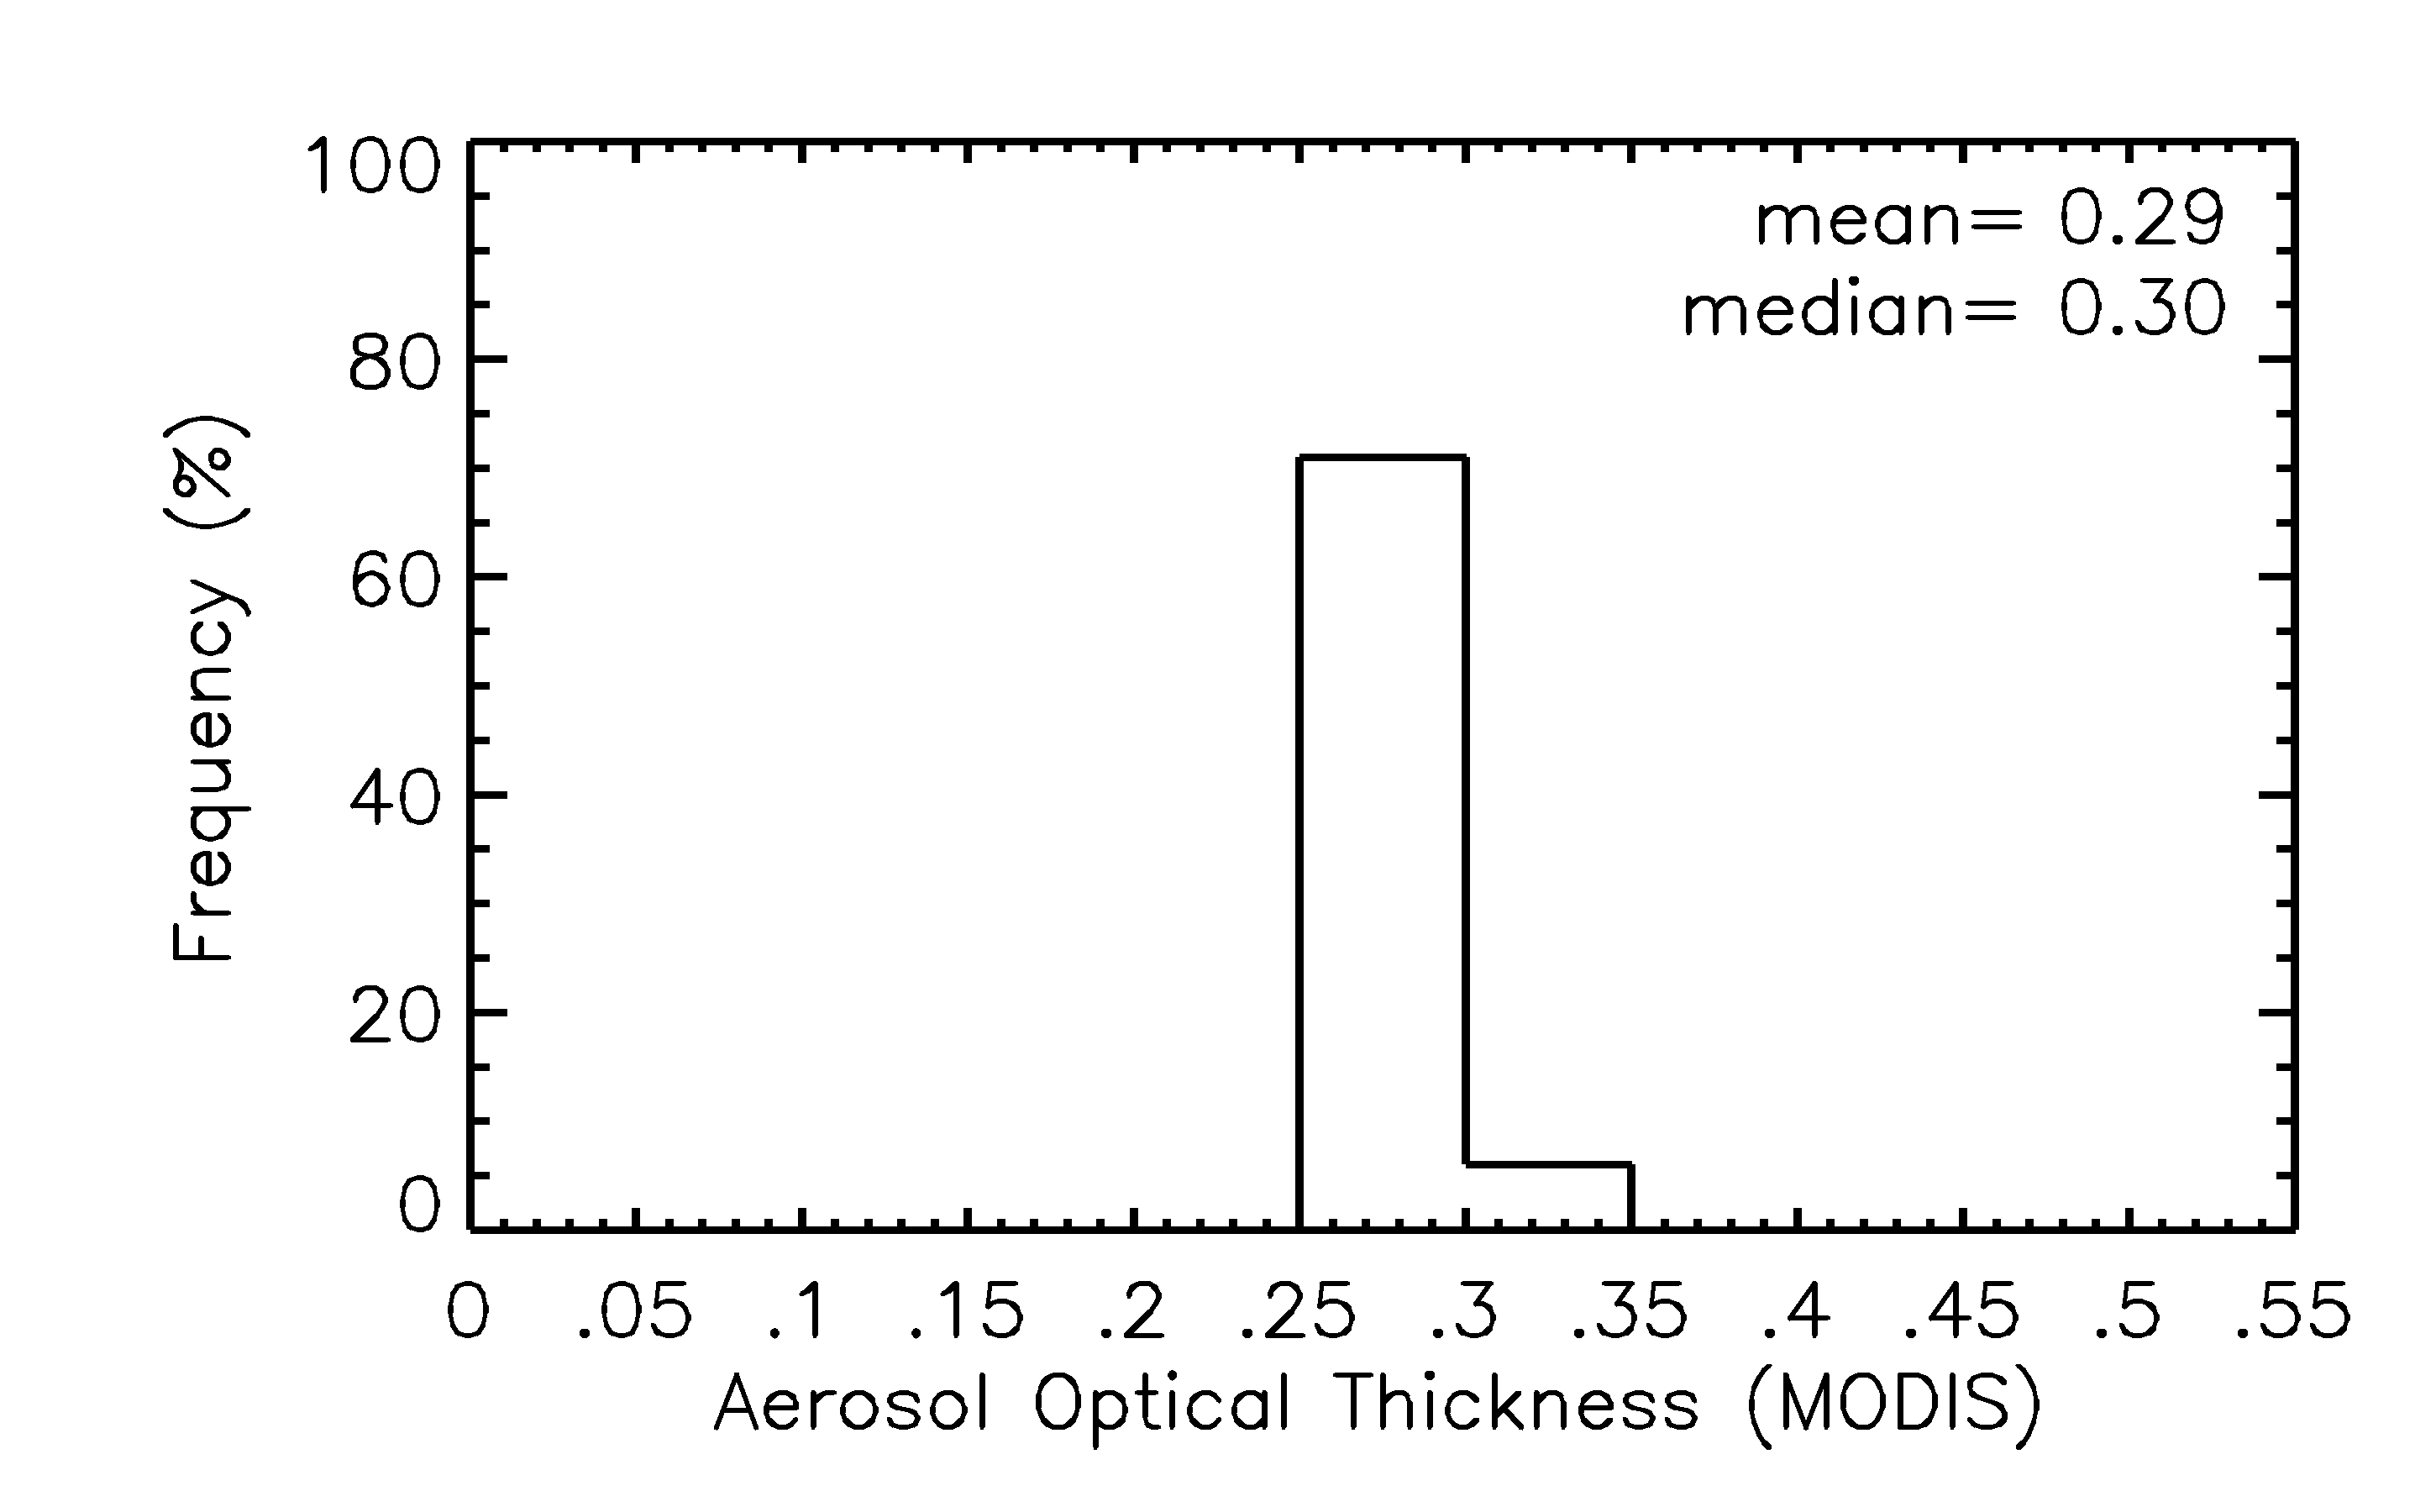 mean= 0.29
median= 0.30
100
80
60
40
20
0
Frequency (%)
0 .05 .1 .15 .2 .25 .3 .35 .4 .45 .5 .55
Aerosol Optical Thickness (MODIS)